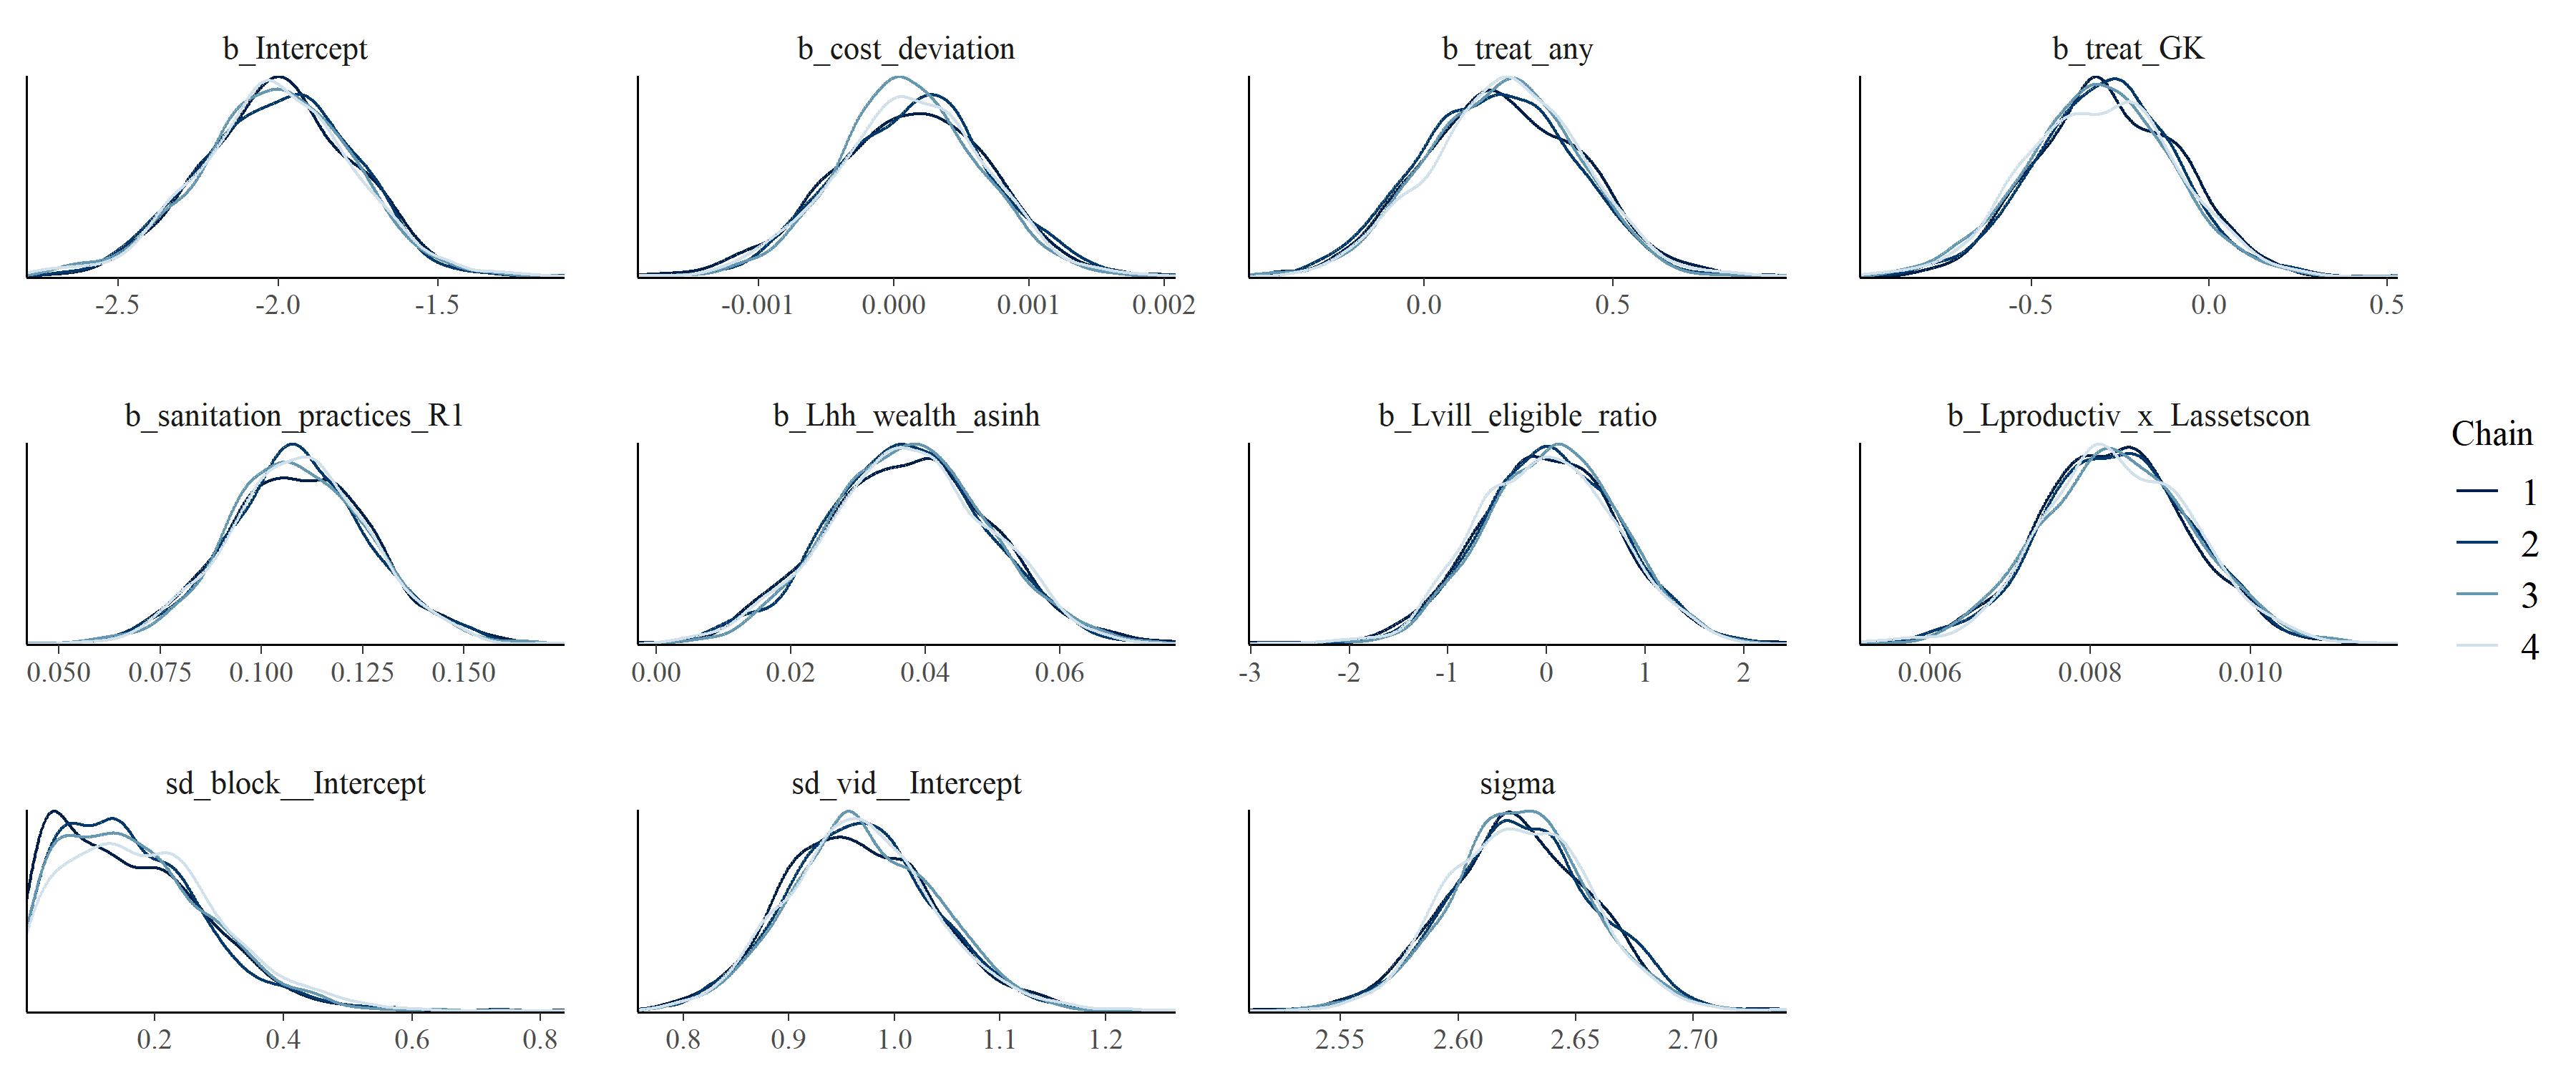 b_Intercept b_cost_deviation b_treat_any b_treat_GK
-2.5 -2.0 -1.5 -0.001 0.000 0.001 0.002 0.0 0.5 -0.5 0.0 0.5
b_sanitation_practices_R1 b_Lhh_wealth_asinh b_Lvill_eligible_ratio b_Lproductiv_x_Lassetscon
0.050 0.075 0.100 0.125 0.150 0.00 0.02 0.04 0.06 -3 -2 -1 0 1 2 0.006 0.008 0.010
sd_block__Intercept sd_vid__Intercept sigma
0.2 0.4 0.6 0.8 0.8 0.9 1.0 1.1 1.2 2.55 2.60 2.65 2.70
Chain
1
2
3
4